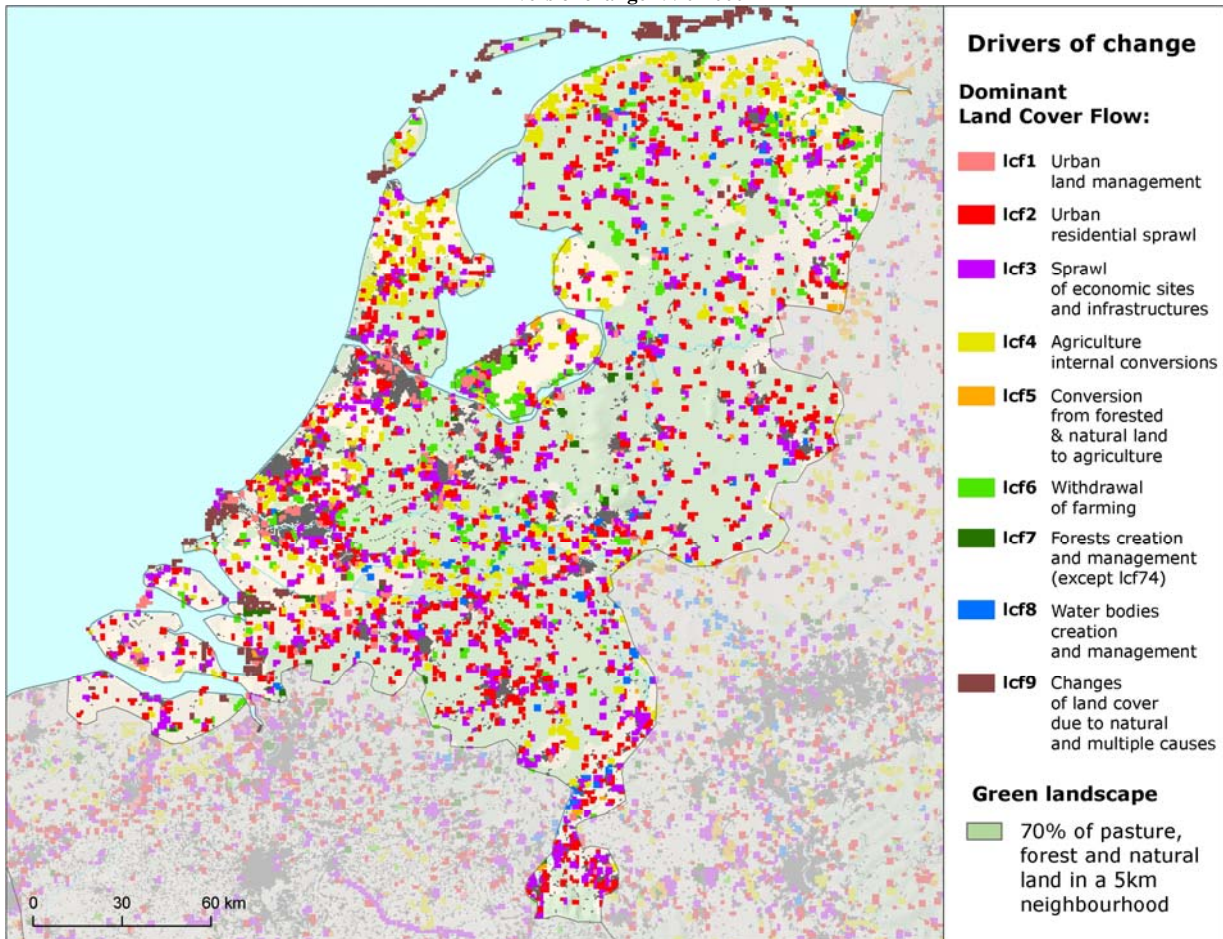 Drivers of change
Dominant
Land Cover Flow:
lcf1 Urban
land management
lcf2 Urban
residential sprawl
lcf3 Sprawl
of economic sites
and infrastructures
lcf4 Agriculture
internal conversions
lcf5 Conversion
from forested
& natural land
to agriculture
lcf6 Withdrawal
of farming
lcf7 Forests creation
and management
(except lcf74)
lcf8 Water bodies
creation
and management
lcf9 Changes
of land cover
due to natural
and multiple causes
Green landscape
70% of pasture,
forest and natural
land in a 5km
neighbourhood
0 30 60 km